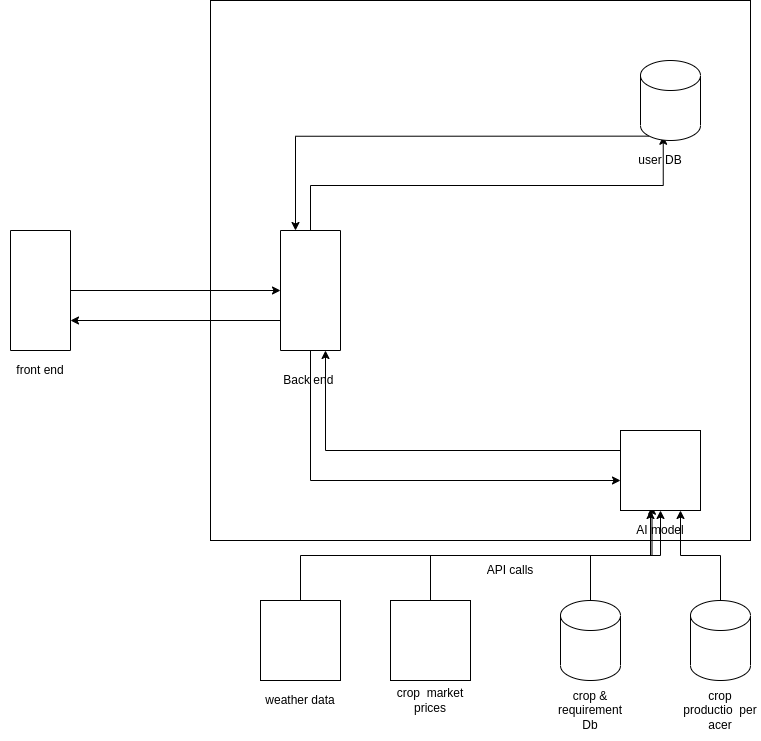 user DB
front end
Back end
AI model
API calls
weather data
crop market
prices
crop &
requirement
Db
crop
productio per
acer